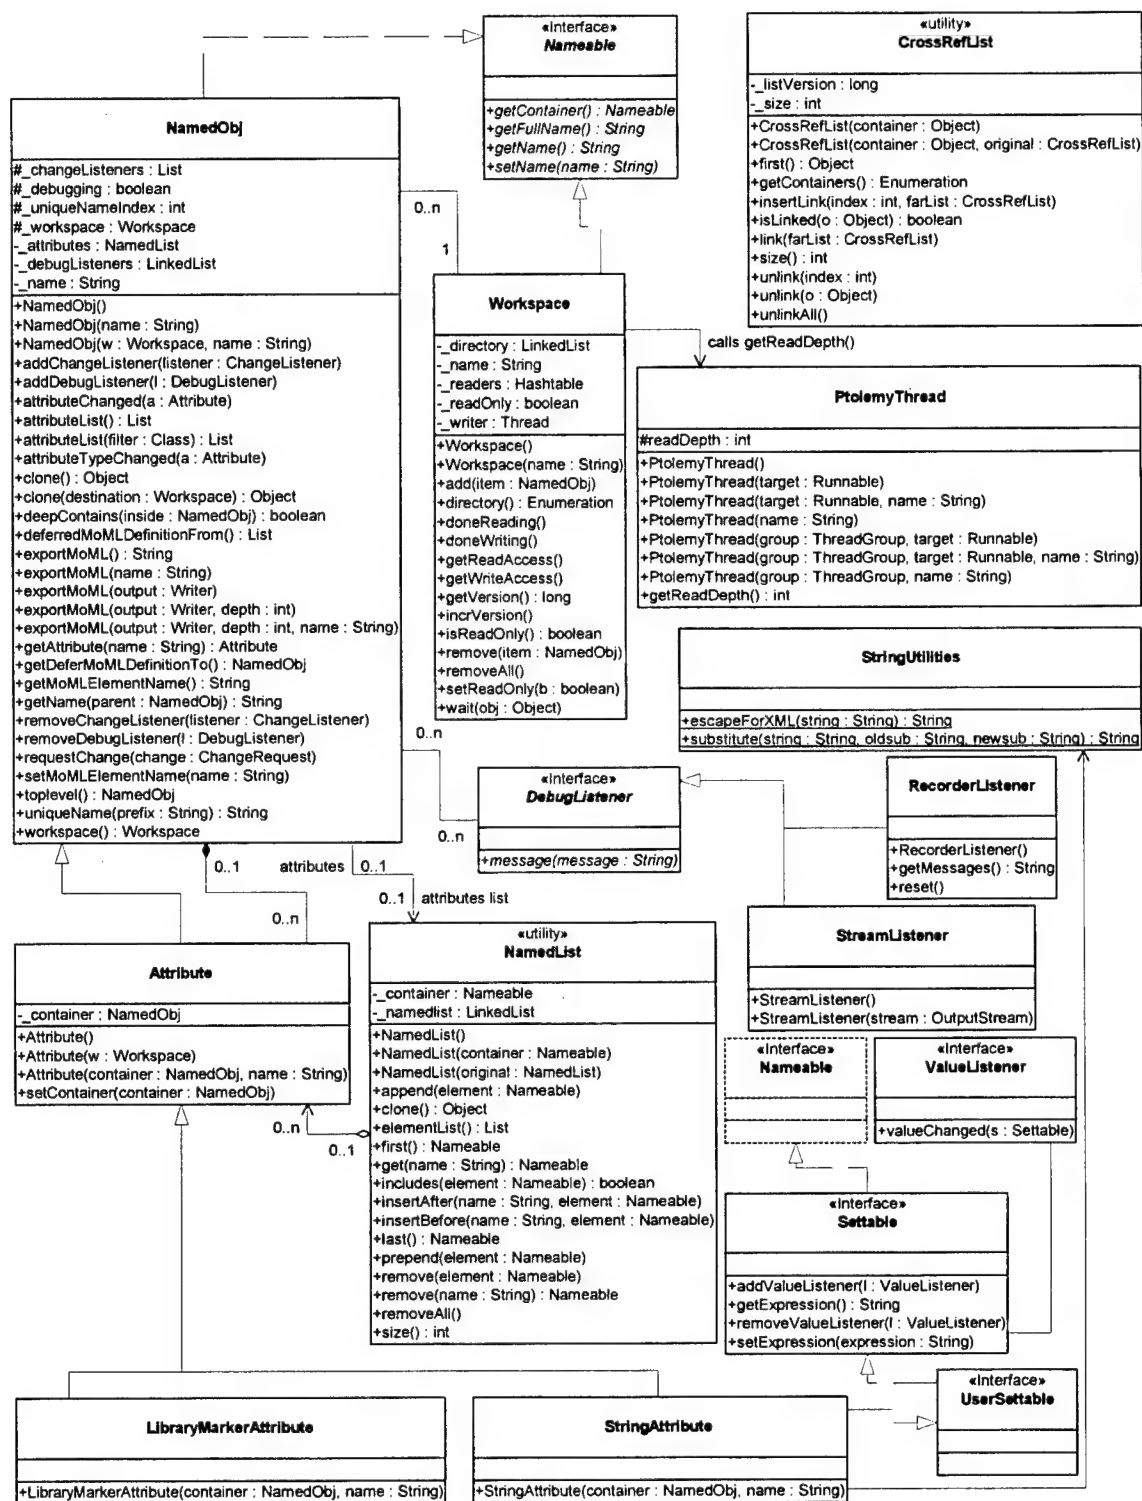 «Interface»
Nameable
+getContainer() : Nameable
+getFullName() : String
+getName() : String
+setName(name : String)
«utility»
CrossRefList
-_listVersion : long
-_size : int
+CrossRefList(container : Object)
+CrossRefList(container : Object, original : CrossRefList)
+first() : Object
+getContainers() : Enumeration
+insertLink(index : int, farList : CrossRefList)
+isLinked(o : Object) : boolean
+link(farList : CrossRefList)
+size() : int
+unlink(index : int)
+unlink(o : Object)
+unlinkAll()
NamedObj
#_changeListeners : List
#_debugging : boolean
#_uniqueNameIndex : int
#_workspace : Workspace
-_attributes : NamedList
-_debugListeners : LinkedList
-_name : String
+NamedObj()
+NamedObj(name : String)
+NamedObj(w : Workspace, name : String)
+addChangeListener(listener : ChangeListener)
+addDebugListener(l : DebugListener)
+attributeChanged(a : Attribute)
+attributeList() : List
+attributeList(filter : Class) : List
+attributeTypeChanged(a : Attribute)
+clone() : Object
+clone(destination : Workspace) : Object
+deepContains(inside : NamedObj) : boolean
+deferredMoMLDefinitionFrom() : List
+exportMoML() : String
+exportMoML(name : String)
+exportMoML(output : Writer)
+exportMoML(output : Writer, depth : int)
+exportMoML(output : Writer, depth : int, name : String)
+getAttribute(name : String) : Attribute
+getDeferMoMLDefinitionTo() : NamedObj
+getMoMLElementName() : String
+getName(parent : NamedObj) : String
+removeChangeListener(listener : ChangeListener)
+removeDebugListener(l : DebugListener)
+requestChange(change : ChangeRequest)
+setMoMLElementName(name : String)
+toplevel() : NamedObj
+uniqueName(prefix : String) : String
+workspace() : Workspace
0..n
1
Workspace
-_directory : LinkedList
-_name : String
-_readers : Hashtable
-_readOnly : boolean
-_writer : Thread
+Workspace()
+Workspace(name : String)
+add(item : NamedObj)
+directory() : Enumeration
+doneReading()
+doneWriting()
+getReadAccess()
+getWriteAccess()
+getVersion() : long
+incrVersion()
+isReadOnly() : boolean
+remove(item : NamedObj)
+removeAll()
+setReadOnly(b : boolean)
+wait(obj : Object)
calls getReadDepth()
PtolemyThread
#readDepth : int
+PtolemyThread()
+PtolemyThread(target : Runnable)
+PtolemyThread(target : Runnable, name : String)
+PtolemyThread(name : String)
+PtolemyThread(group : ThreadGroup, target : Runnable)
+PtolemyThread(group : ThreadGroup, target : Runnable, name : String)
+PtolemyThread(group : ThreadGroup, name : String)
+getReadDepth() : int
StringUtilities
+escapeForXML(string : String) : String
+substitute(string : String, oldsub : String, newsub : String) : String
0..n
0..n
«Interface»
DebugListener
+message(message : String)
RecorderListener
+RecorderListener()
+getMessages() : String
+reset()
0..1
attributes
0..1
0..1
attributes list
0..n
StreamListener
+StreamListener()
+StreamListener(stream : OutputStream)
Attribute
-_container : NamedObj
+Attribute()
+Attribute(w : Workspace)
+Attribute(container : NamedObj, name : String)
+setContainer(container : NamedObj)
0..n
0..1
«utility»
NamedList
-_container : Nameable
-_namedlist : LinkedList
+NamedList()
+NamedList(container : Nameable)
+NamedList(original : NamedList)
+append(element : Nameable)
+clone() : Object
+elementList() : List
+first() : Nameable
+get(name : String) : Nameable
+includes(element : Nameable) : boolean
+insertAfter(name : String, element : Nameable)
+insertBefore(name : String, element : Nameable)
+last() : Nameable
+prepend(element : Nameable)
+remove(element : Nameable)
+remove(name : String) : Nameable
+removeAll()
+size() : int
«Interface»
Nameable
«Interface»
ValueListener
+valueChanged(s : Settable)
«Interface»
Settable
+addValueListener(l : ValueListener)
+getExpression() : String
+removeValueListener(l : ValueListener)
+setExpression(expression : String)
«Interface»
UserSettable
LibraryMarkerAttribute
+LibraryMarkerAttribute(container : NamedObj, name : String)
StringAttribute
+StringAttribute(container : NamedObj, name : String)